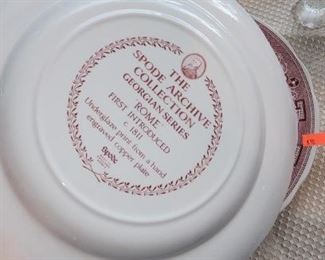 THE
SPODE ARCHIVE
COLLECTION
GEORGIAN SERIES
ROME
FIRST INTRODUCED
C. 1811
Underglaze print from a hand
engraved copper plate
Spode